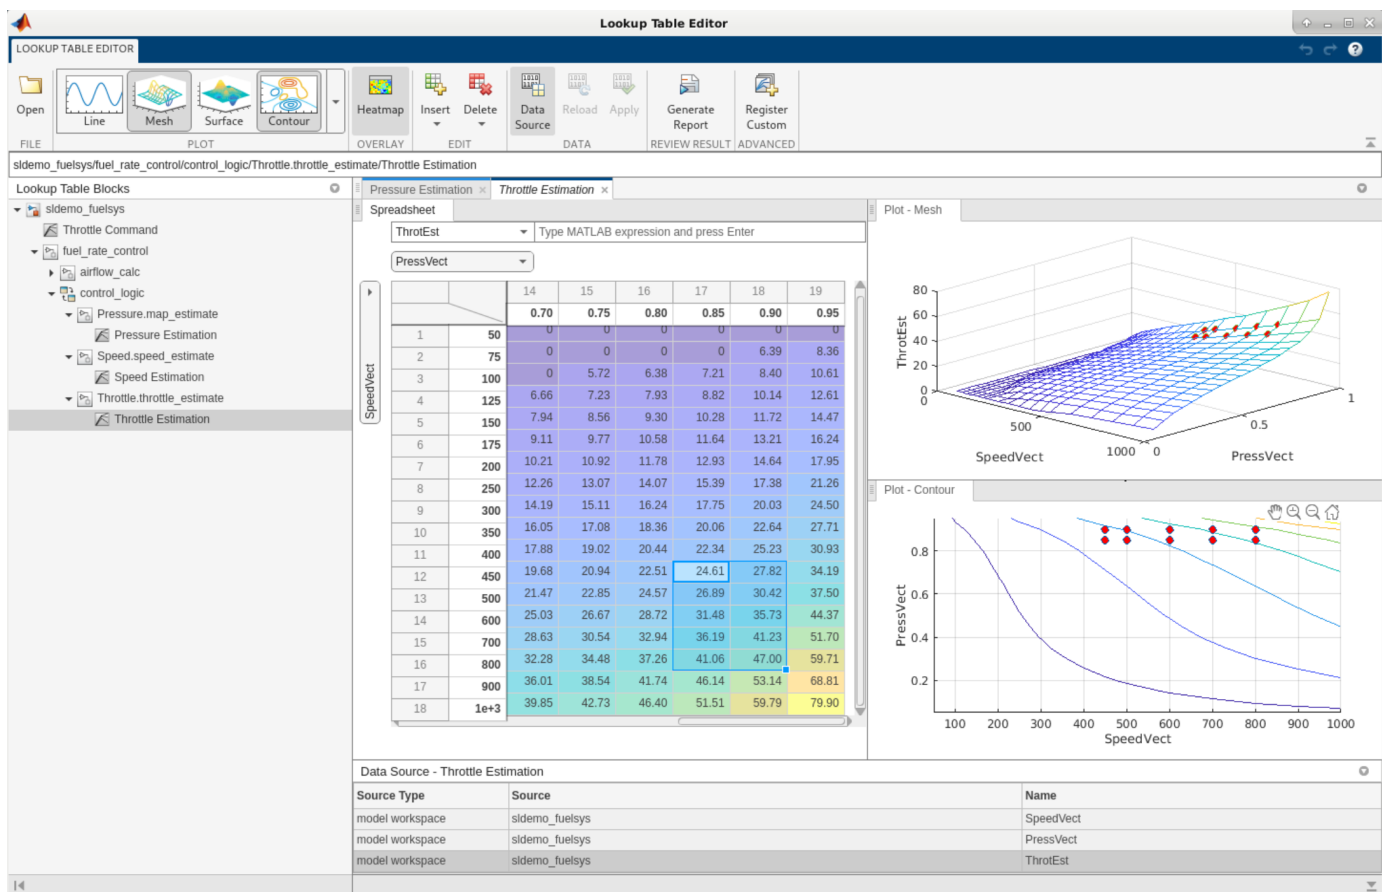 Lookup Table Editor
LOOKUP TABLE EDITOR
Open
Line
Mesh
Surface
Contour
Heatmap
Insert
Delete
Data Source
Reload
Apply
Generate Report
Register Custom
FILE PLOT OVERLAY EDIT DATA REVIEW RESULT ADVANCED
sldemo_fuelsys/fuel_rate_control/control_logic/Throttle.throttle_estimate/Throttle Estimation
Lookup Table Blocks
sldemo_fuelsys
Throttle Command
fuel_rate_control
airflow_calc
control_logic
Pressure.map_estimate
Pressure Estimation
Speed.speed_estimate
Speed Estimation
Throttle.throttle_estimate
Throttle Estimation
Pressure Estimation × Throttle Estimation ×
Spreadsheet
ThrotEst Type MATLAB expression and press Enter
PressVect
SpeedVect
14 15 16 17 18 19
0.70 0.75 0.80 0.85 0.90 0.95
1 50 0 0 0 0 0 0
2 75 0 0 0 0 6.39 8.36
3 100 0 5.72 6.38 7.21 8.40 10.61
4 125 6.66 7.23 7.93 8.82 10.14 12.61
5 150 7.94 8.56 9.30 10.28 11.72 14.47
6 175 9.11 9.77 10.58 11.64 13.21 16.24
7 200 10.21 10.92 11.78 12.93 14.64 17.95
8 250 12.26 13.07 14.07 15.39 17.38 21.26
9 300 14.19 15.11 16.24 17.75 20.03 24.50
10 350 16.05 17.08 18.36 20.06 22.64 27.71
11 400 17.88 19.02 20.44 22.34 25.23 30.93
12 450 19.68 20.94 22.51 24.61 27.82 34.19
13 500 21.47 22.85 24.57 26.89 30.42 37.50
14 600 25.03 26.67 28.72 31.48 35.73 44.37
15 700 28.63 30.54 32.94 36.19 41.23 51.70
16 800 32.28 34.48 37.26 41.06 47.00 59.71
17 900 36.01 38.54 41.74 46.14 53.14 68.81
18 1e+3 39.85 42.73 46.40 51.51 59.79 79.90
Plot - Mesh
ThrotEst
80
60
40
20
0
0 500 1000
SpeedVect
0 0.5 1
PressVect
Plot - Contour
PressVect
0.8
0.6
0.4
0.2
100 200 300 400 500 600 700 800 900 1000
SpeedVect
Data Source - Throttle Estimation
Source Type Source Name
model workspace sldemo_fuelsys SpeedVect
model workspace sldemo_fuelsys PressVect
model workspace sldemo_fuelsys ThrotEst